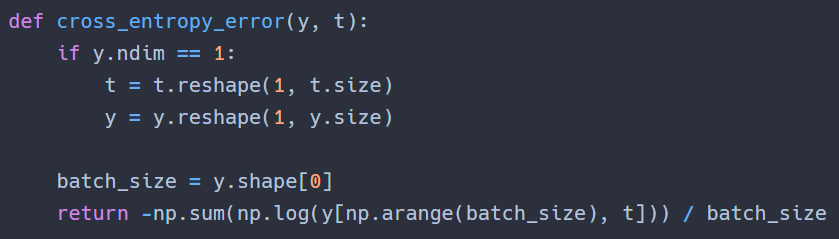 def cross_entropy_error(y, t):
    if y.ndim == 1:
        t = t.reshape(1, t.size)
        y = y.reshape(1, y.size)

    batch_size = y.shape[0]
    return -np.sum(np.log(y[np.arange(batch_size), t])) / batch_size